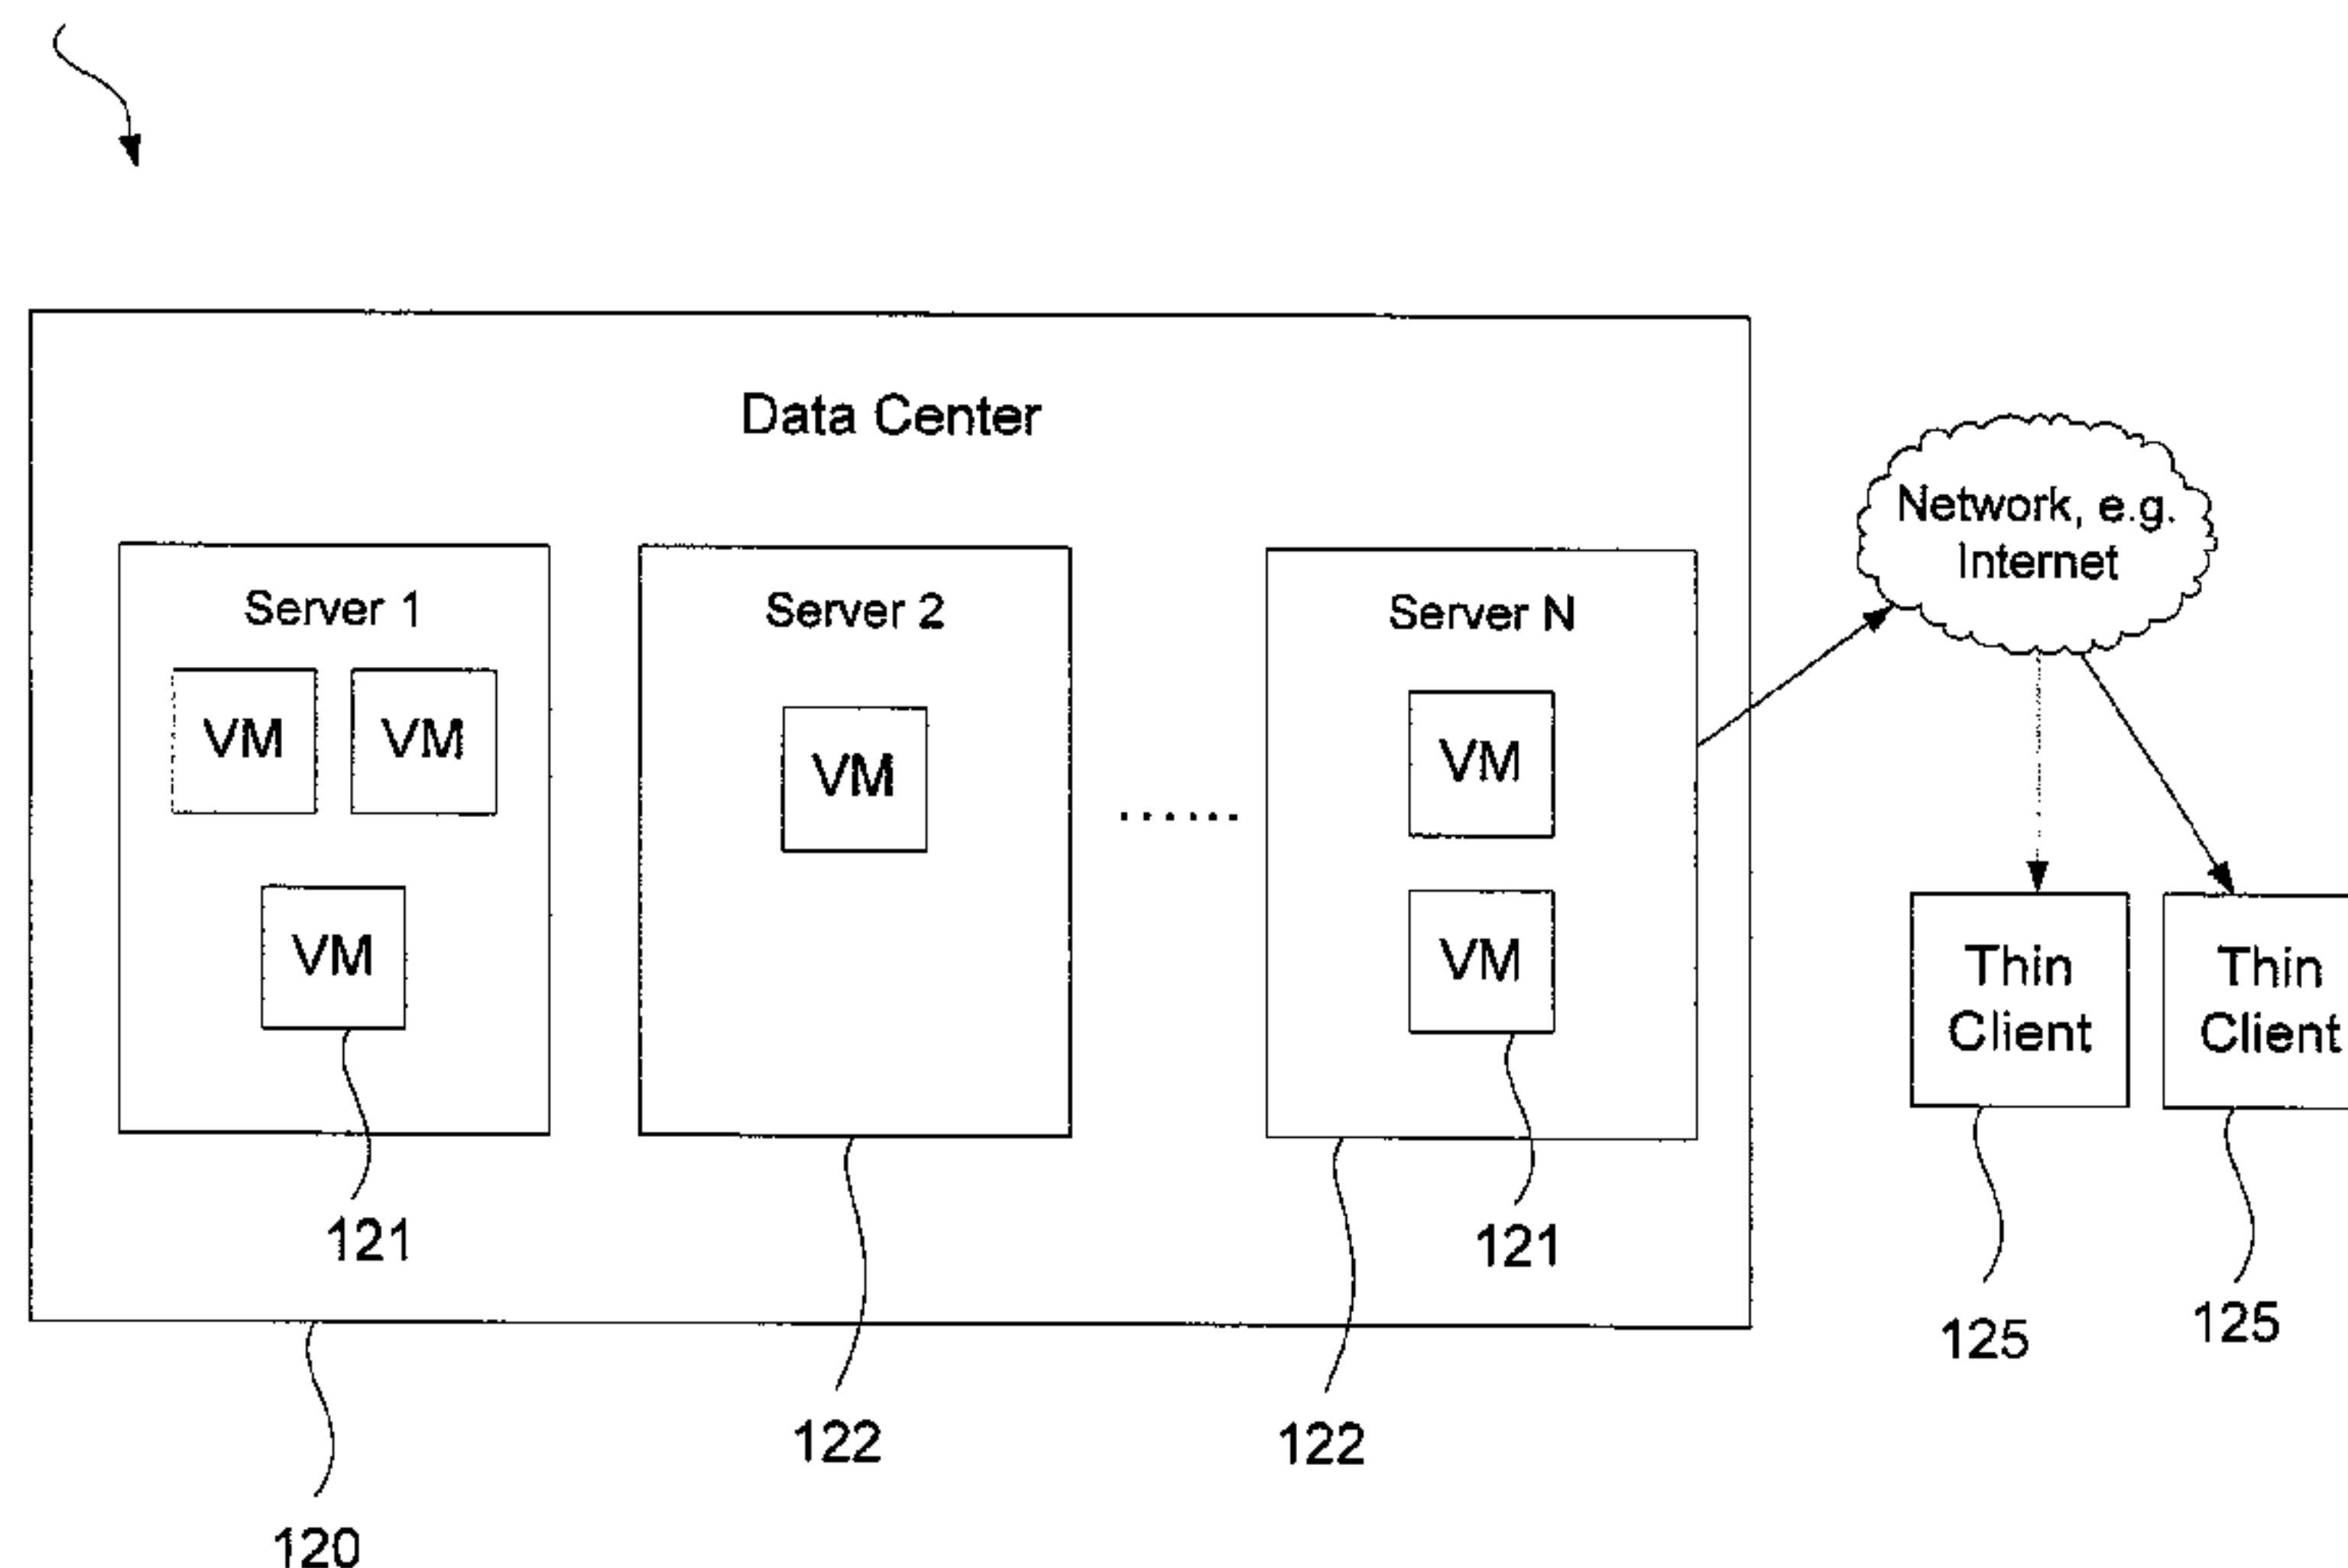 Data Center
Network, e.g.
Internet
Server 1
Server 2
Server N
VM
VM
VM
VM
......
VM
VM
Thin
Client
Thin
Client
121
121
122
122
125
125
120